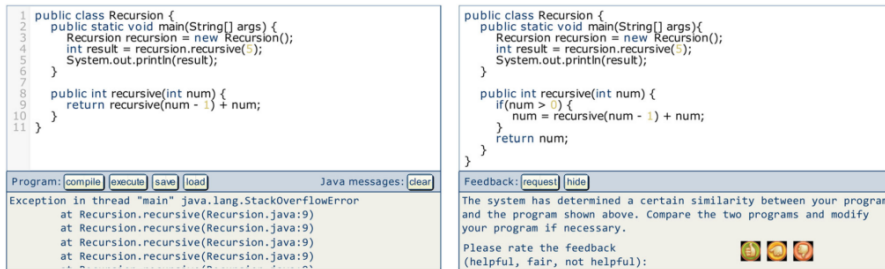 1 public class Recursion {
2 public static void main(String[] args) {
3 Recursion recursion = new Recursion();
4 int result = recursion.recursive(5);
5 System.out.println(result);
6 }
7
8 public int recursive(int num) {
9 return recursive(num - 1) + num;
10 }
11 }
Program: compile execute save load Java messages: clear
Exception in thread "main" java.lang.StackOverflowError
at Recursion.recursive(Recursion.java:9)
at Recursion.recursive(Recursion.java:9)
at Recursion.recursive(Recursion.java:9)
at Recursion.recursive(Recursion.java:9)
public class Recursion {
public static void main(String[] args){
Recursion recursion = new Recursion();
int result = recursion.recursive(5);
System.out.println(result);
}
public int recursive(int num) {
if(num > 0) {
num = recursive(num - 1) + num;
}
return num;
}
}
Feedback: request hide
The system has determined a certain similarity between your program
and the program shown above. Compare the two programs and modify
your program if necessary.
Please rate the feedback
(helpful, fair, not helpful):